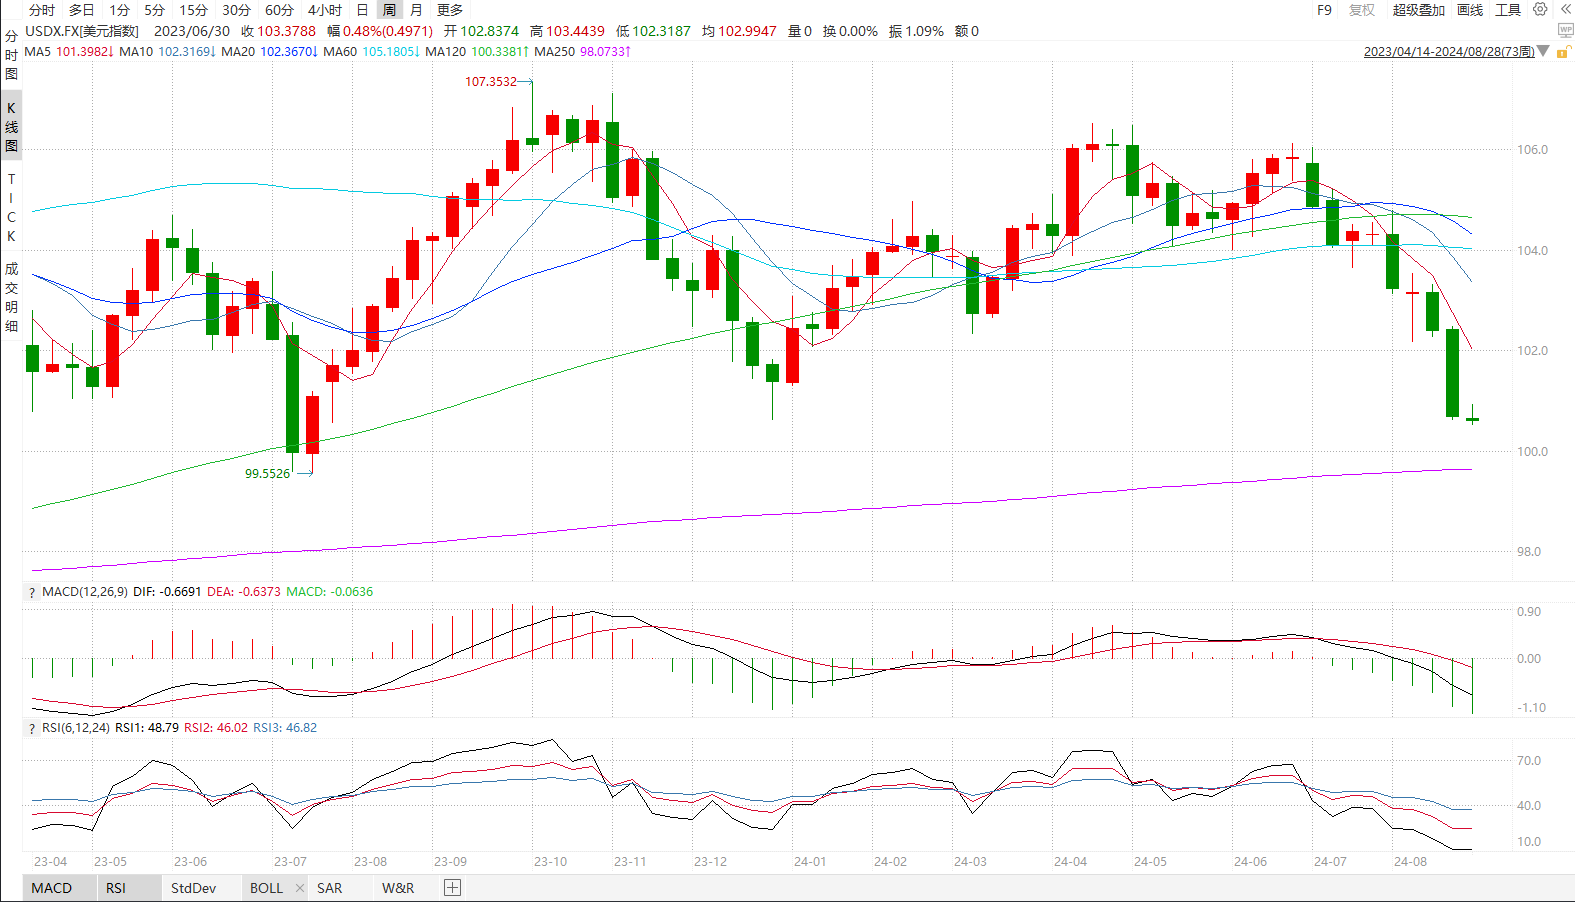 分时 多日 1分 5分 15分 30分 60分 4小时 日 周 月 更多 F9 复权 超级叠加 画线 工具
USDX.FX[美元指数] 2023/06/30 收 103.3788 幅 0.48%(0.4971) 开 102.8374 高 103.4439 低 102.3187 均 102.9947 量 0 换 0.00% 振 1.09% 额 0
WP
MA5 101.3982↓ MA10 102.3169↓ MA20 102.3670↓ MA60 105.1805↓ MA120 100.3381↑ MA250 98.0733↑ 2023/04/14-2024/08/28(73周)
分时图
K线图
TICK
成交明细
107.3532
99.5526
106.0
104.0
102.0
100.0
98.0
? MACD(12,26,9) DIF: -0.6691 DEA: -0.6373 MACD: -0.0636
0.90
0.00
-1.10
? RSI(6,12,24) RSI1: 48.79 RSI2: 46.02 RSI3: 46.82
70.0
40.0
10.0
23-04 23-05 23-06 23-07 23-08 23-09 23-10 23-11 23-12 24-01 24-02 24-03 24-04 24-05 24-06 24-07 24-08
MACD RSI StdDev BOLL × SAR W&R